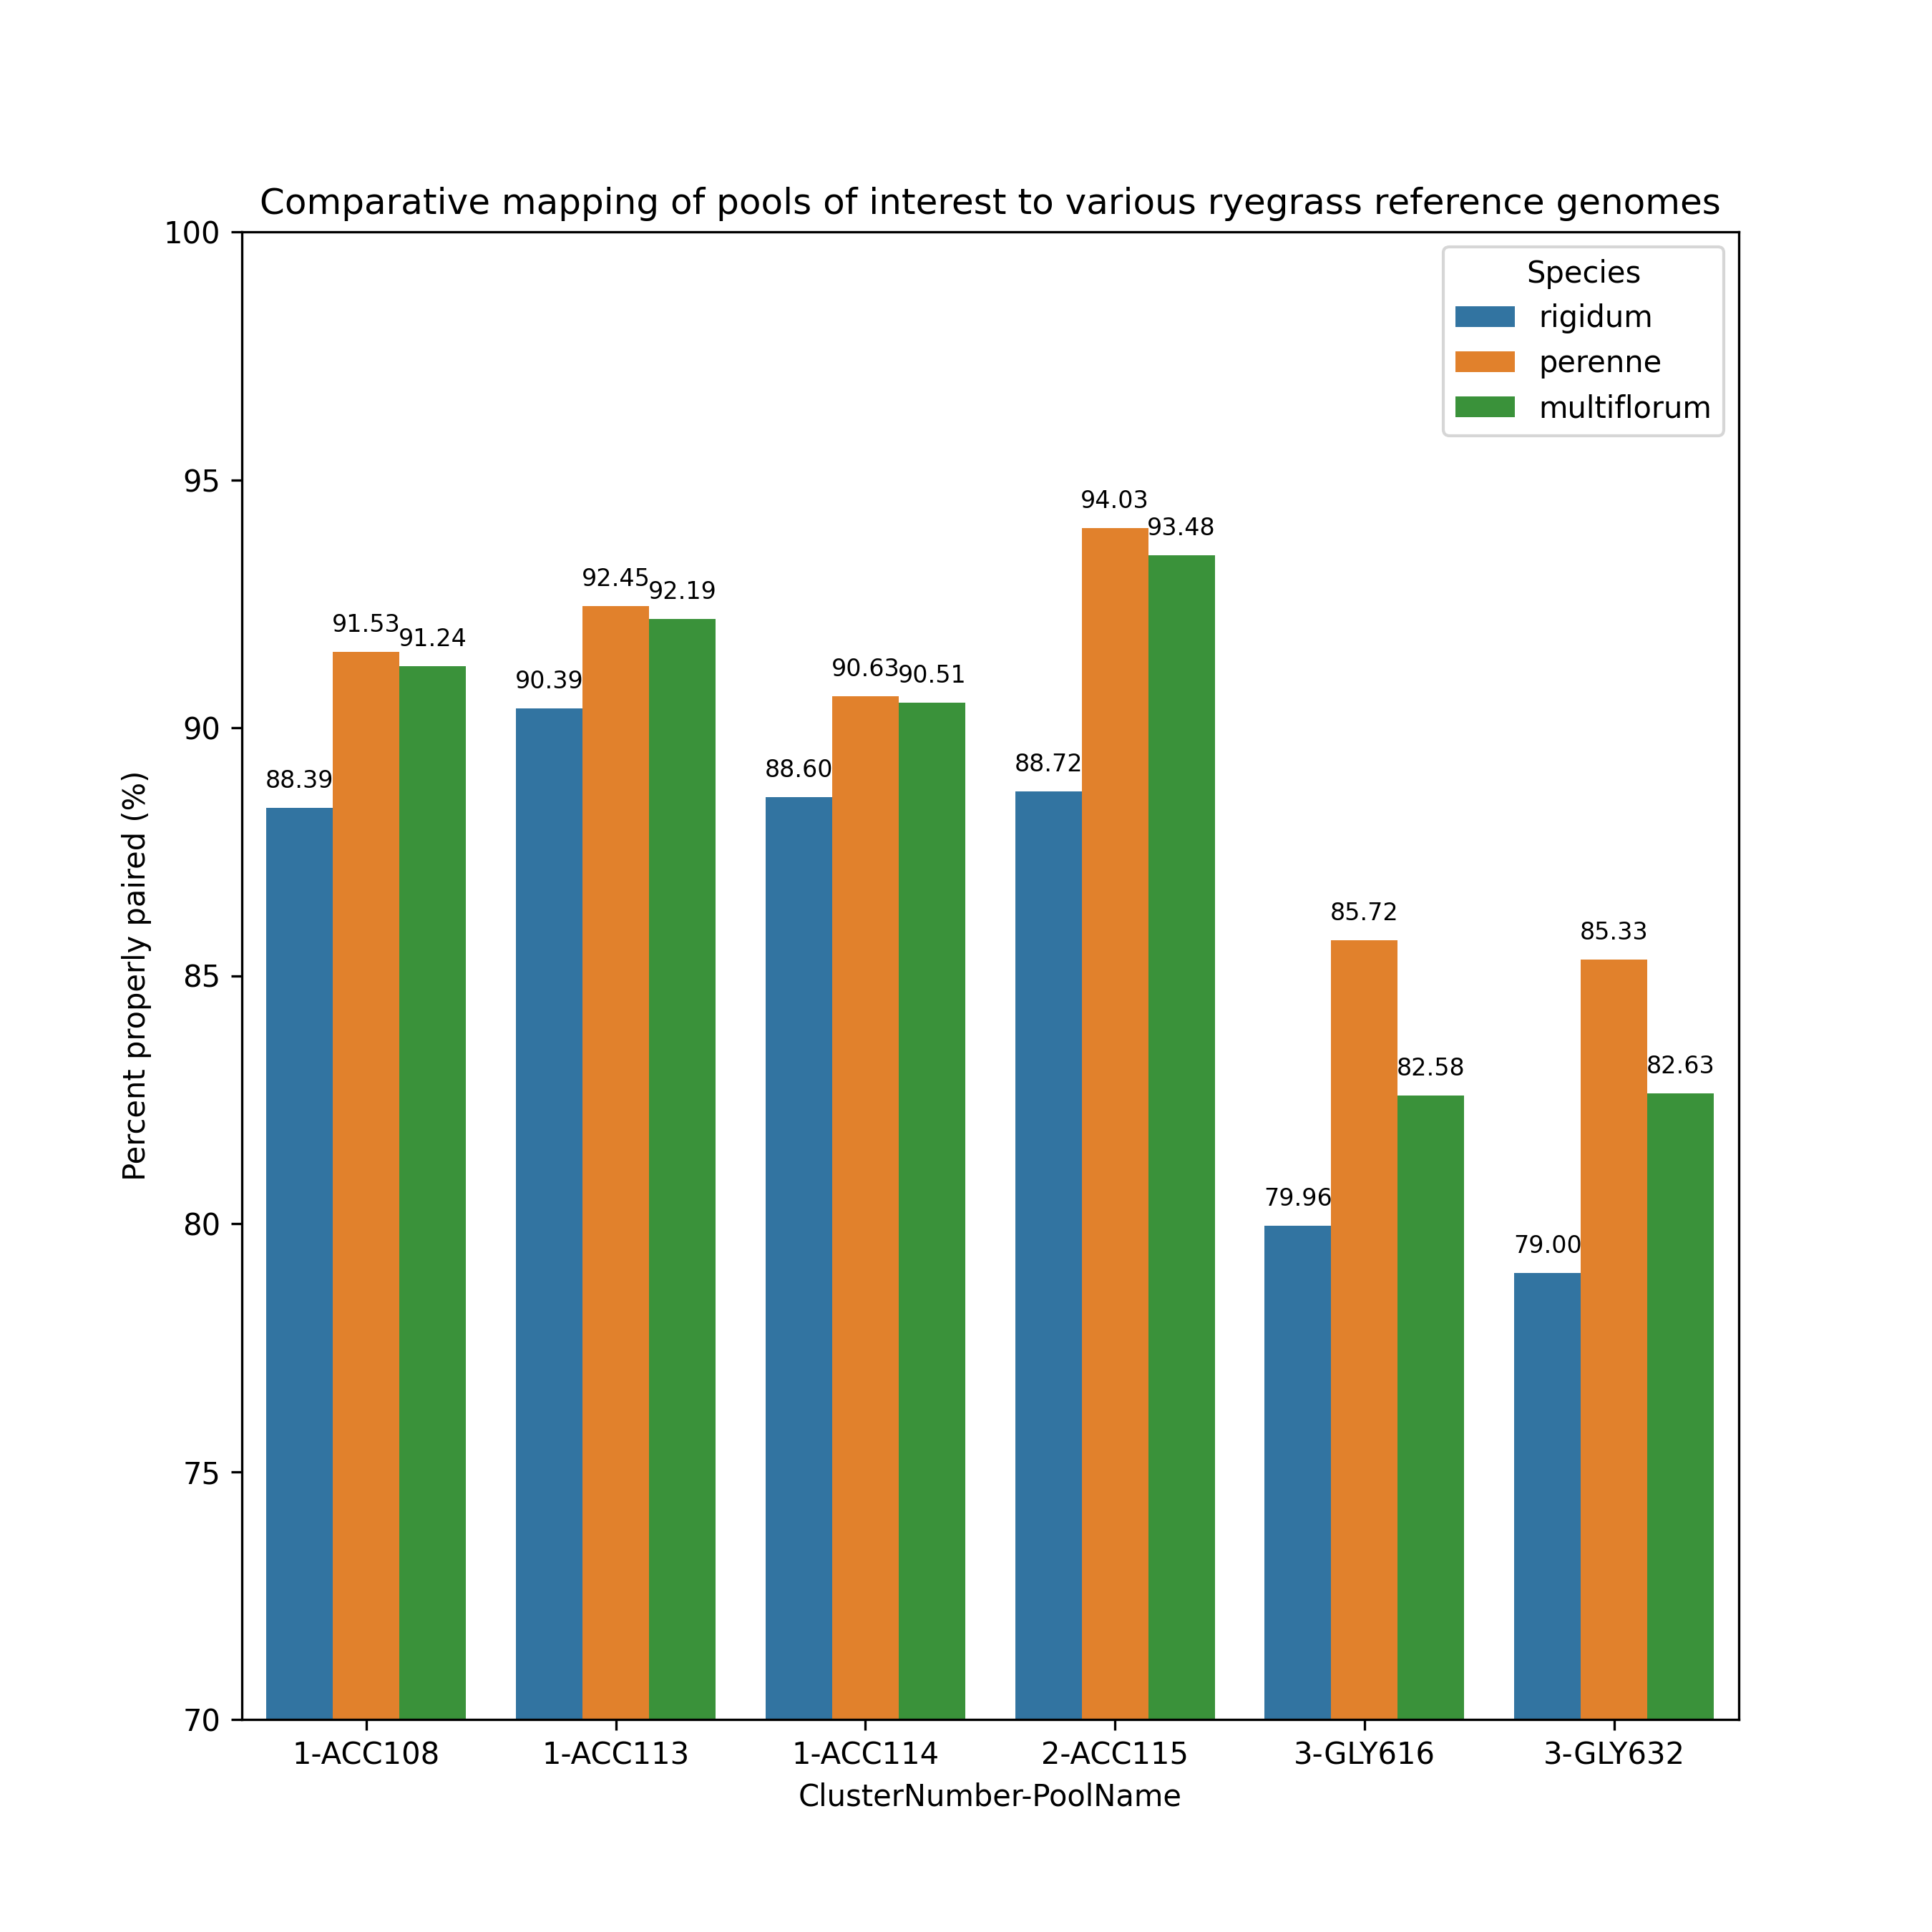 Comparative mapping of pools of interest to various ryegrass reference genomes
100
95
90
85
80
75
70
Percent properly paired (%)
Species
rigidum
perenne
multiflorum
88.39
91.53
91.24
90.39
92.45
92.19
88.60
90.63
90.51
88.72
94.03
93.48
79.96
85.72
82.58
79.00
85.33
82.63
1-ACC108
1-ACC113
1-ACC114
2-ACC115
3-GLY616
3-GLY632
ClusterNumber-PoolName